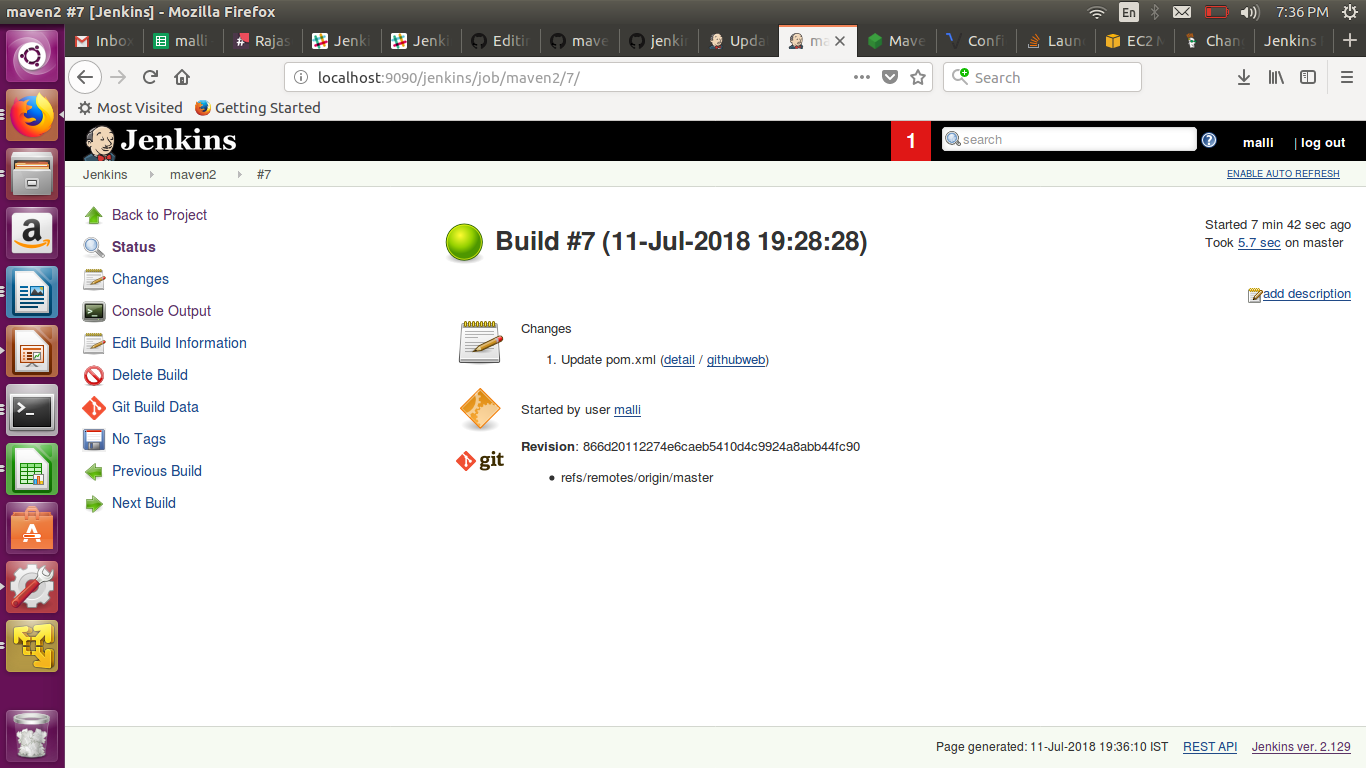 maven2 #7 [Jenkins] - Mozilla Firefox
En
7:36 PM
Inbo
malli
Rajas
Jenki
Jenk
Editin
mave
jenkin
Upda
ma
Mave
Confi
Laun
EC2 M
Chan
Jenkins
localhost:9090/jenkins/job/maven2/7/
Search
Most Visited
Getting Started
Jenkins
1
search
malli
| log out
Jenkins
maven2
#7
ENABLE AUTO REFRESH
Back to Project
Status
Changes
Console Output
Edit Build Information
Delete Build
Git Build Data
No Tags
Previous Build
Next Build
Build #7 (11-Jul-2018 19:28:28)
Started 7 min 42 sec ago
Took 5.7 sec on master
add description
Changes
1. Update pom.xml (detail / githubweb)
Started by user malli
git
Revision: 866d20112274e6caeb5410d4c9924a8abb44fc90
refs/remotes/origin/master
Page generated: 11-Jul-2018 19:36:10 IST
REST API
Jenkins ver. 2.129